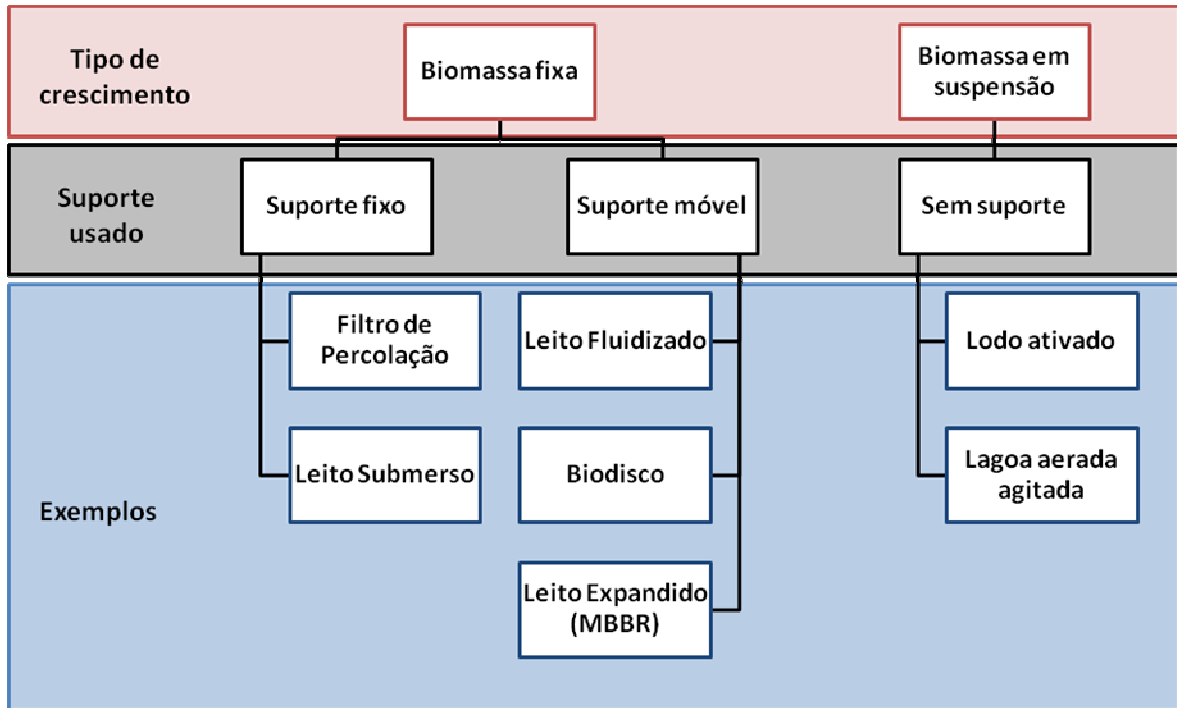 Tipo de
crescimento
Biomassa fixa
Biomassa em
suspensão
Suporte
usado
Suporte fixo
Suporte móvel
Sem suporte
Exemplos
Filtro de
Percolação
Leito Submerso
Leito Fluidizado
Biodisco
Leito Expandido
(MBBR)
Lodo ativado
Lagoa aerada
agitada